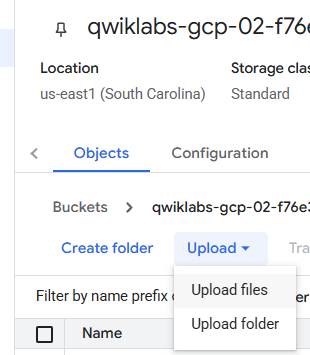 qwiklabs-gcp-02-f76e
Location
Storage clas
us-east1 (South Carolina)
Standard
Objects
Configuration
Buckets
qwiklabs-gcp-02-f76e3
Create folder
Upload
Tra
Upload files
Filter by name prefix
er
Upload folder
Name